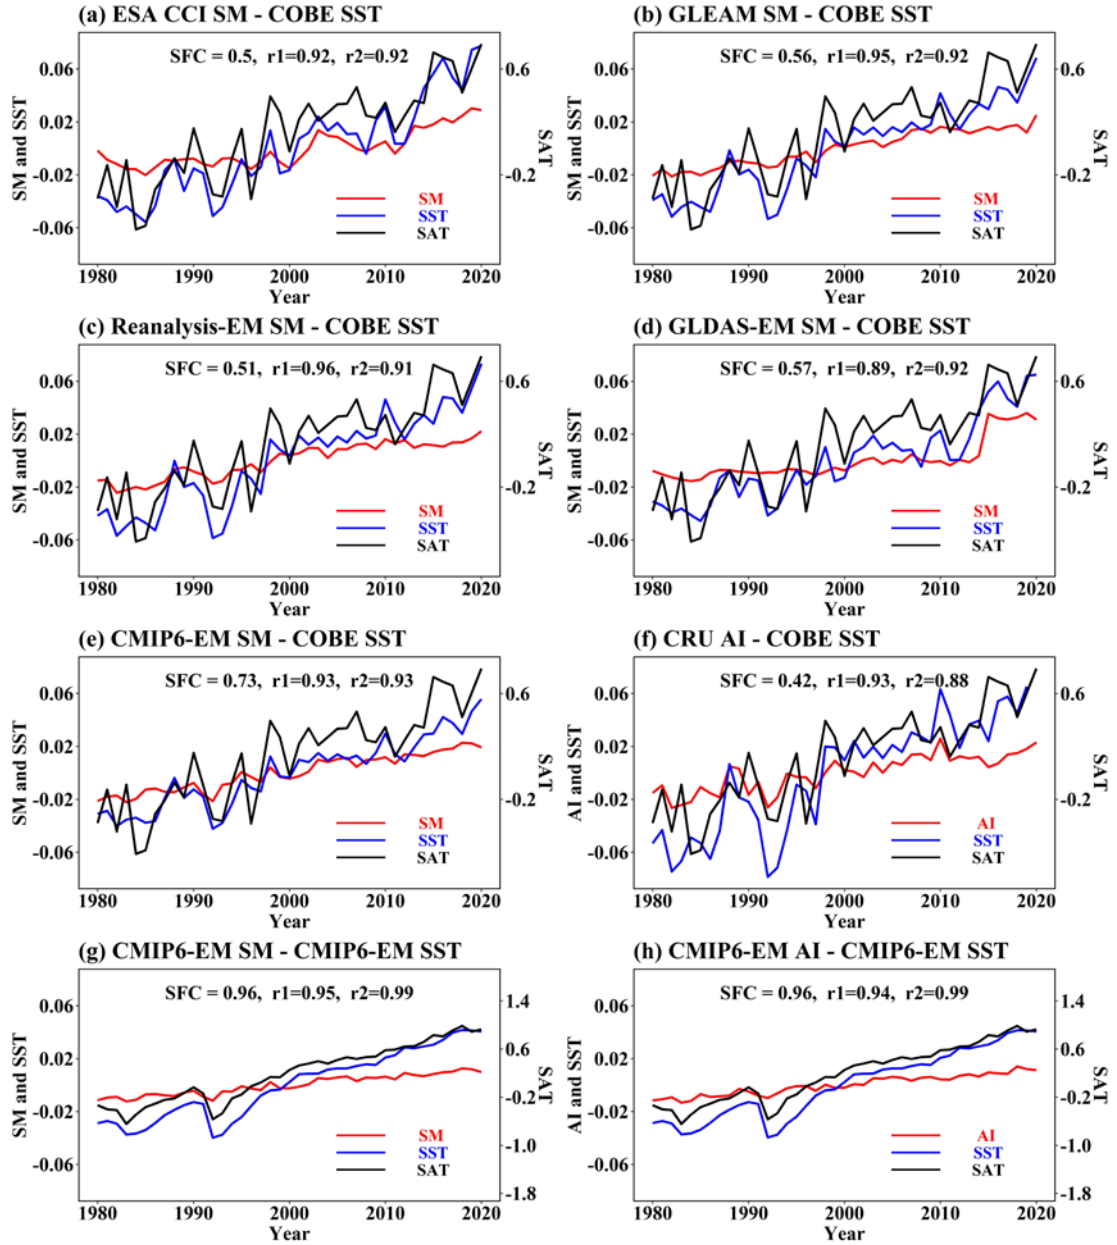 (a) ESA CCI SM - COBE SST
SFC = 0.5, r1=0.92, r2=0.92
0.06
0.02
-0.02
-0.06
SM and SST
0.6
-0.2
SAT
SM
SST
SAT
1980 1990 2000 2010 2020
Year
(b) GLEAM SM - COBE SST
SFC = 0.56, r1=0.95, r2=0.92
0.06
0.02
-0.02
-0.06
SM and SST
0.6
-0.2
SAT
SM
SST
SAT
1980 1990 2000 2010 2020
Year
(c) Reanalysis-EM SM - COBE SST
SFC = 0.51, r1=0.96, r2=0.91
0.06
0.02
-0.02
-0.06
SM and SST
0.6
-0.2
SAT
SM
SST
SAT
1980 1990 2000 2010 2020
Year
(d) GLDAS-EM SM - COBE SST
SFC = 0.57, r1=0.89, r2=0.92
0.06
0.02
-0.02
-0.06
SM and SST
0.6
-0.2
SAT
SM
SST
SAT
1980 1990 2000 2010 2020
Year
(e) CMIP6-EM SM - COBE SST
SFC = 0.73, r1=0.93, r2=0.93
0.06
0.02
-0.02
-0.06
SM and SST
0.6
-0.2
SAT
SM
SST
SAT
1980 1990 2000 2010 2020
Year
(f) CRU AI - COBE SST
SFC = 0.42, r1=0.93, r2=0.88
0.06
0.02
-0.02
-0.06
AI and SST
0.6
-0.2
SAT
AI
SST
SAT
1980 1990 2000 2010 2020
Year
(g) CMIP6-EM SM - CMIP6-EM SST
SFC = 0.96, r1=0.95, r2=0.99
0.06
0.02
-0.02
-0.06
SM and SST
1.4
0.6
-0.2
-1.0
-1.8
SAT
SM
SST
SAT
1980 1990 2000 2010 2020
Year
(h) CMIP6-EM AI - CMIP6-EM SST
SFC = 0.96, r1=0.94, r2=0.99
0.06
0.02
-0.02
-0.06
AI and SST
1.4
0.6
-0.2
-1.0
-1.8
SAT
AI
SST
SAT
1980 1990 2000 2010 2020
Year